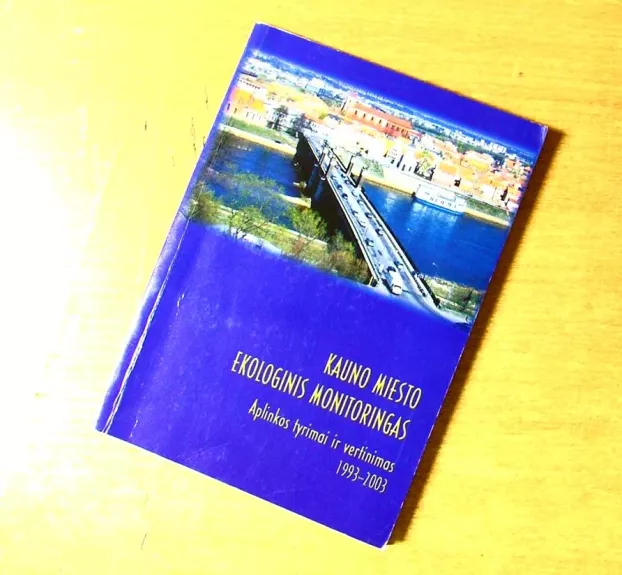 KAUNO MIESTO
EKOLOGINIS MONITORINGAS
Aplinkos tyrimai ir vertinimas
1993–2003